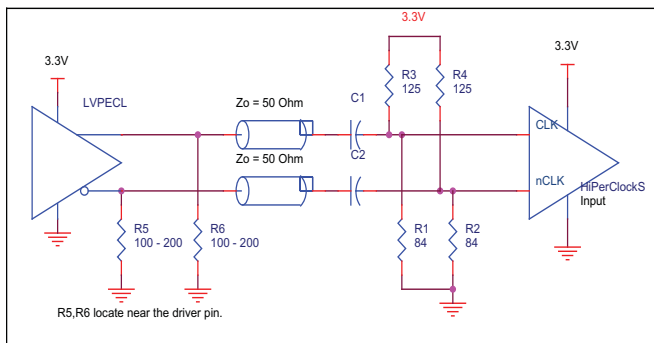 3.3V
3.3V
3.3V
LVPECL
R3
125
R4
125
Zo = 50 Ohm
C1
CLK
Zo = 50 Ohm
C2
nCLK
HiPerClockS
Input
R5
100 - 200
R6
100 - 200
R1
84
R2
84
R5,R6 locate near the driver pin.